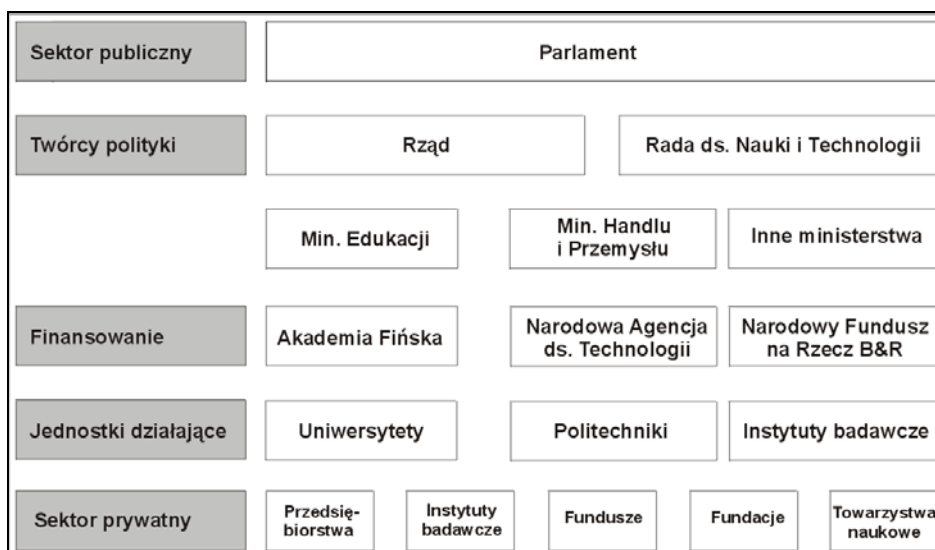 Sektor publiczny
Parlament
Twórcy polityki
Rząd
Rada ds. Nauki i Technologii
Min. Edukacji
Min. Handlu
i Przemysłu
Inne ministerstwa
Finansowanie
Akademia Fińska
Narodowa Agencja
ds. Technologii
Narodowy Fundusz
na Rzecz B&R
Jednostki działające
Uniwersytety
Politechniki
Instytuty badawcze
Sektor prywatny
Przedsię-
biorstwa
Instytuty
badawcze
Fundusze
Fundacje
Towarzystwa
naukowe